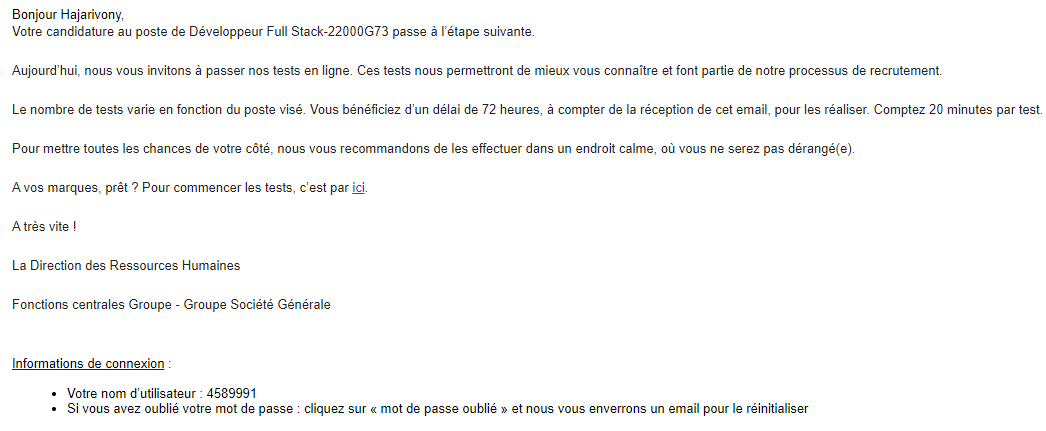 Bonjour Hajarivony,
Votre candidature au poste de Développeur Full Stack-22000G73 passe à l'étape suivante.
Aujourd'hui, nous vous invitons à passer nos tests en ligne. Ces tests nous permettront de mieux vous connaître et font partie de notre processus de recrutement.
Le nombre de tests varie en fonction du poste visé. Vous bénéficiez d'un délai de 72 heures, à compter de la réception de cet email, pour les réaliser. Comptez 20 minutes par test.
Pour mettre toutes les chances de votre côté, nous vous recommandons de les effectuer dans un endroit calme, où vous ne serez pas dérangé(e).
A vos marques, prêt ? Pour commencer les tests, c'est par ici.
A très vite !
La Direction des Ressources Humaines
Fonctions centrales Groupe - Groupe Société Générale
Informations de connexion :
• Votre nom d'utilisateur : 4589991
• Si vous avez oublié votre mot de passe : cliquez sur « mot de passe oublié » et nous vous enverrons un email pour le réinitialiser